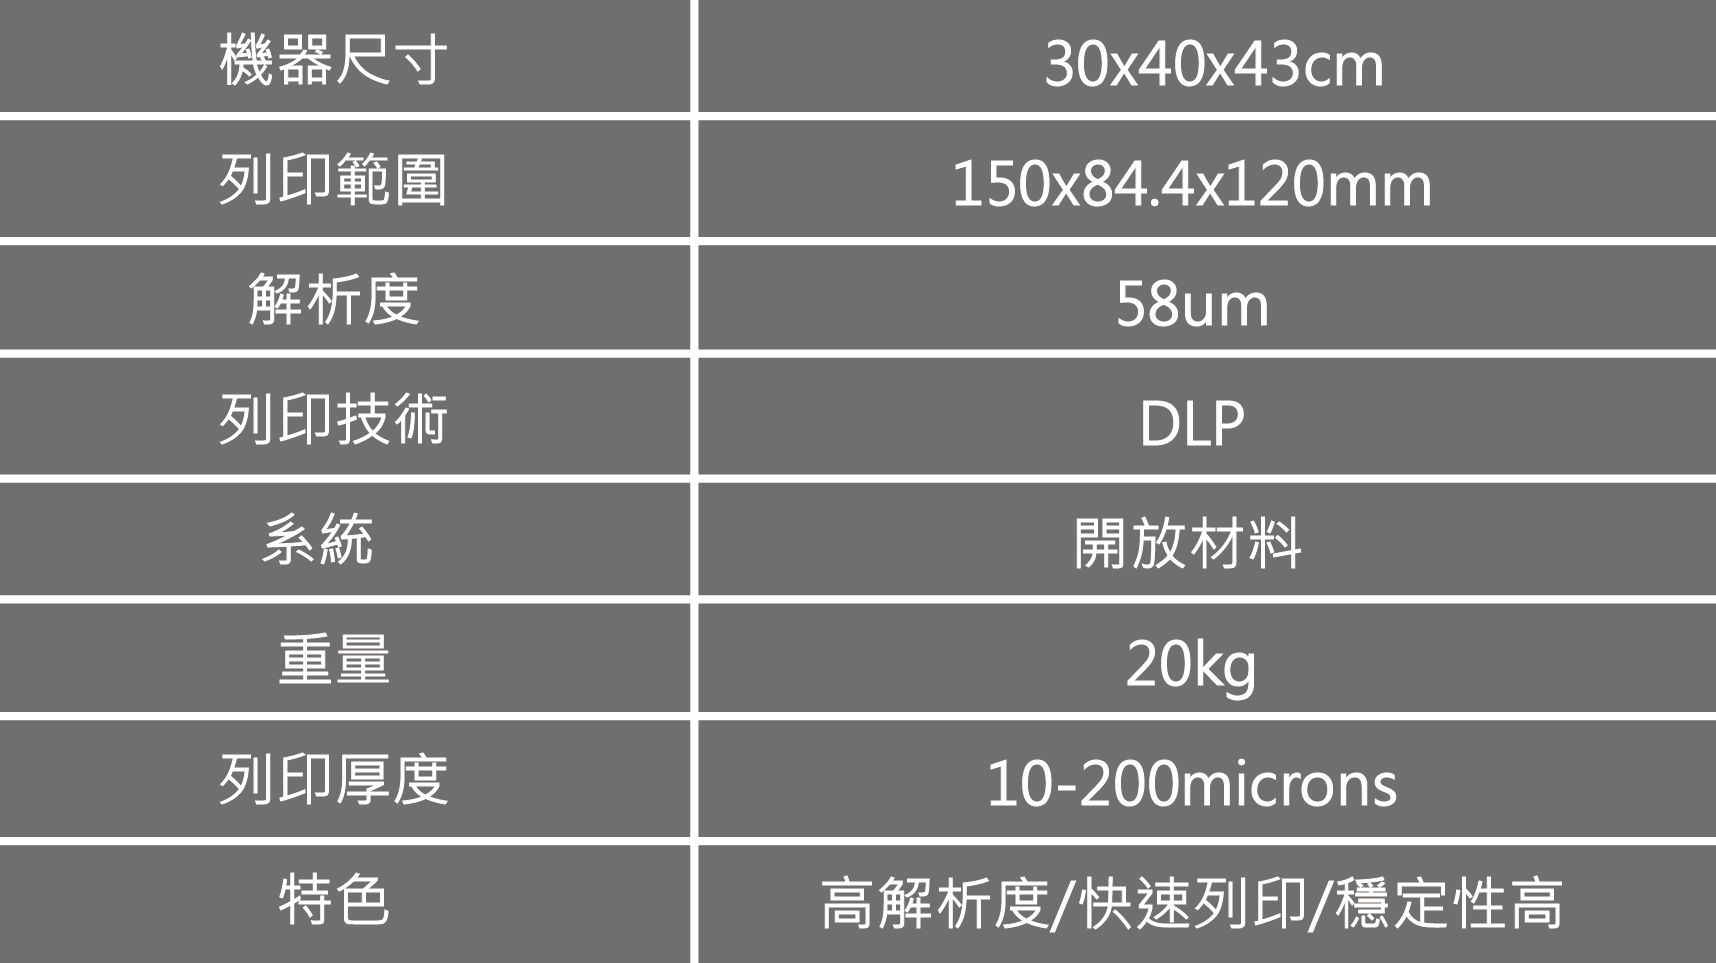 機器尺寸 30x40x43cm
列印範圍 150x84.4x120mm
解析度 58um
列印技術 DLP
系統 開放材料
重量 20kg
列印厚度 10-200microns
特色 高解析度/快速列印/穩定性高